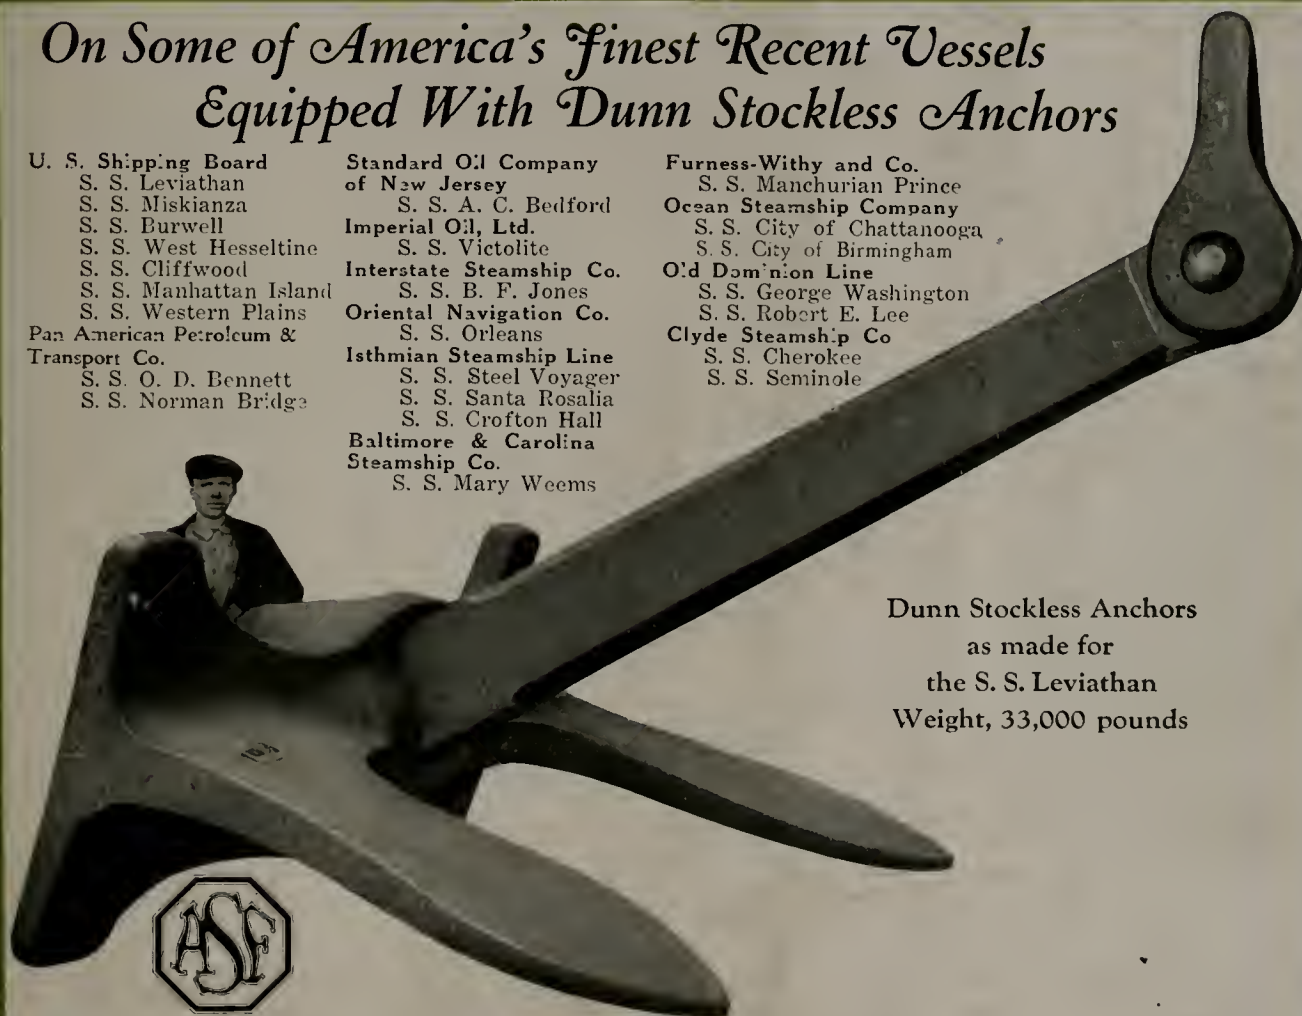 On Some of America's Finest Recent Vessels
Equipped With Dunn Stockless Anchors
U. S. Shipping Board
S. S. Leviathan
S. S. Miskianza
S. S. Burwell
S. S. West Hesseltine
S. S. Cliffwood
S. S. Manhattan Island
S. S. Western Plains
Pan American Petroleum &
Transport Co.
S. S. O. D. Bennett
S. S. Norman Bridge
Standard Oil Company
of New Jersey
S. S. A. C. Bedford
Imperial Oil, Ltd.
S. S. Victolite
Interstate Steamship Co.
S. S. B. F. Jones
Oriental Navigation Co.
S. S. Orleans
Isthmian Steamship Line
S. S. Steel Voyager
S. S. Santa Rosalia
S. S. Crofton Hall
Baltimore & Carolina
Steamship Co.
S. S. Mary Weems
Furness-Withy and Co.
S. S. Manchurian Prince
Ocean Steamship Company
S. S. City of Chattanooga
S. S. City of Birmingham
Old Dominion Line
S. S. George Washington
S. S. Robert E. Lee
Clyde Steamship Co
S. S. Cherokee
S. S. Seminole
Dunn Stockless Anchors
as made for
the S. S. Leviathan
Weight, 33,000 pounds
ASF